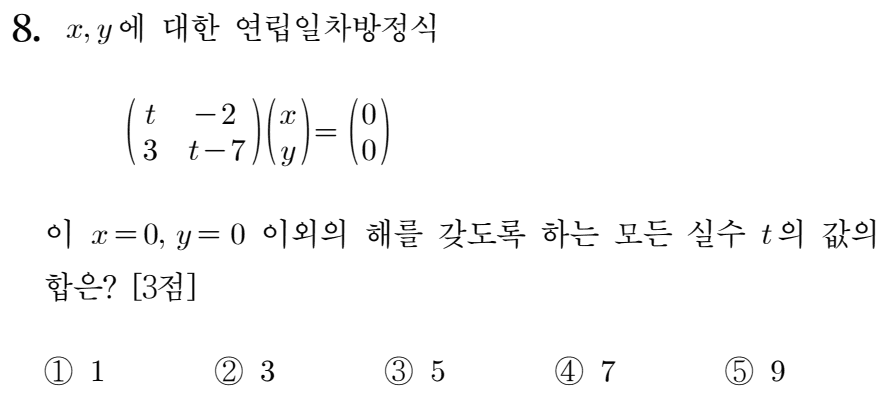 8. x, y에 대한 연립일차방정식
( t -2 ) ( x ) = ( 0 )
( 3 t-7 ) ( y ) ( 0 )
이 x=0, y=0 이외의 해를 갖도록 하는 모든 실수 t의 값의
합은? [3점]
① 1 ② 3 ③ 5 ④ 7 ⑤ 9